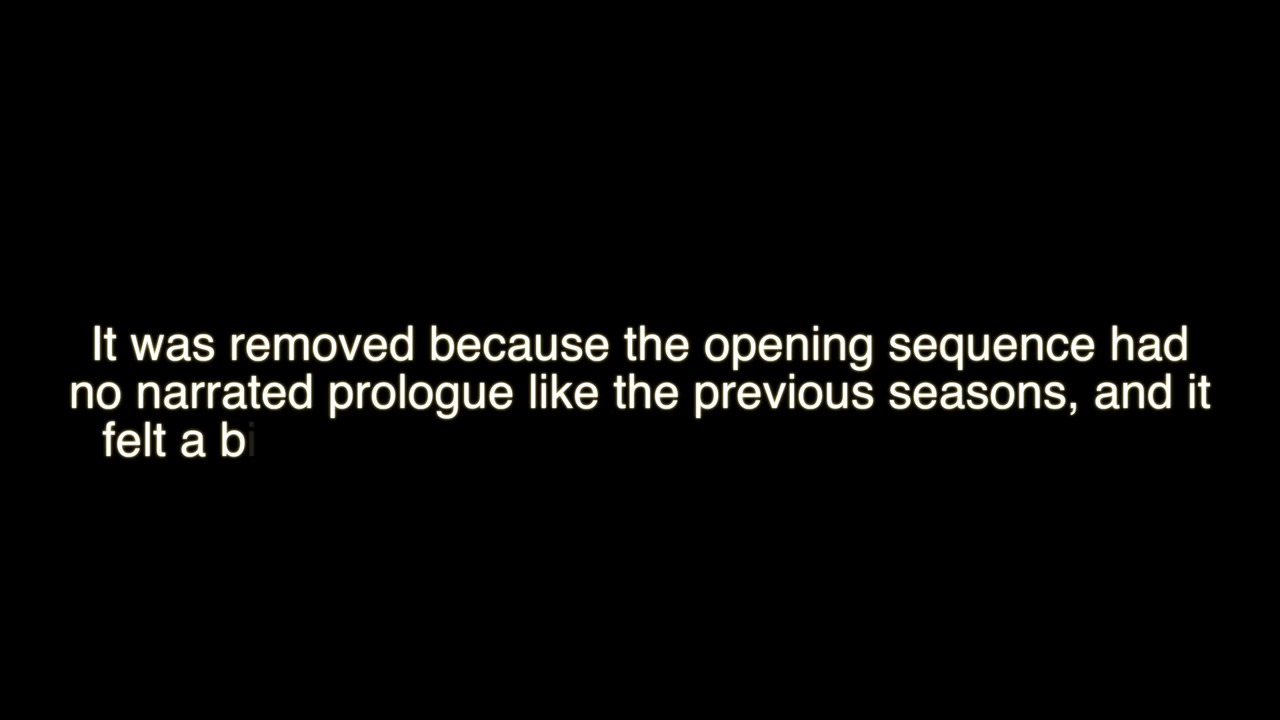 It was removed because the opening sequence had
no narrated prologue like the previous seasons, and it
felt a bi